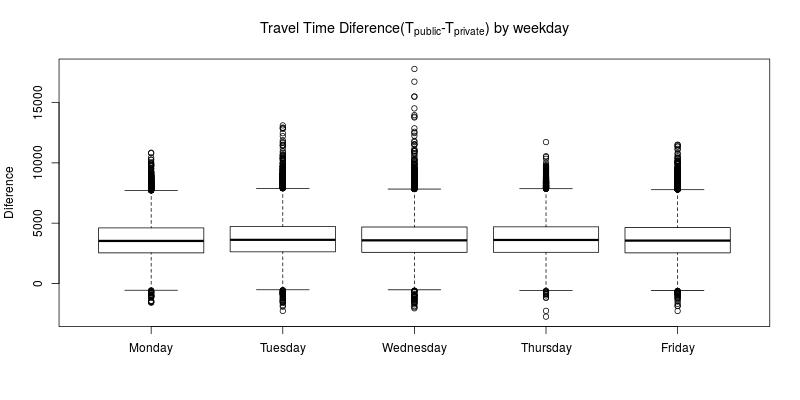 Travel Time Diference(Tpublic-Tprivate) by weekday
Diference
15000
10000
5000
0
Monday Tuesday Wednesday Thursday Friday